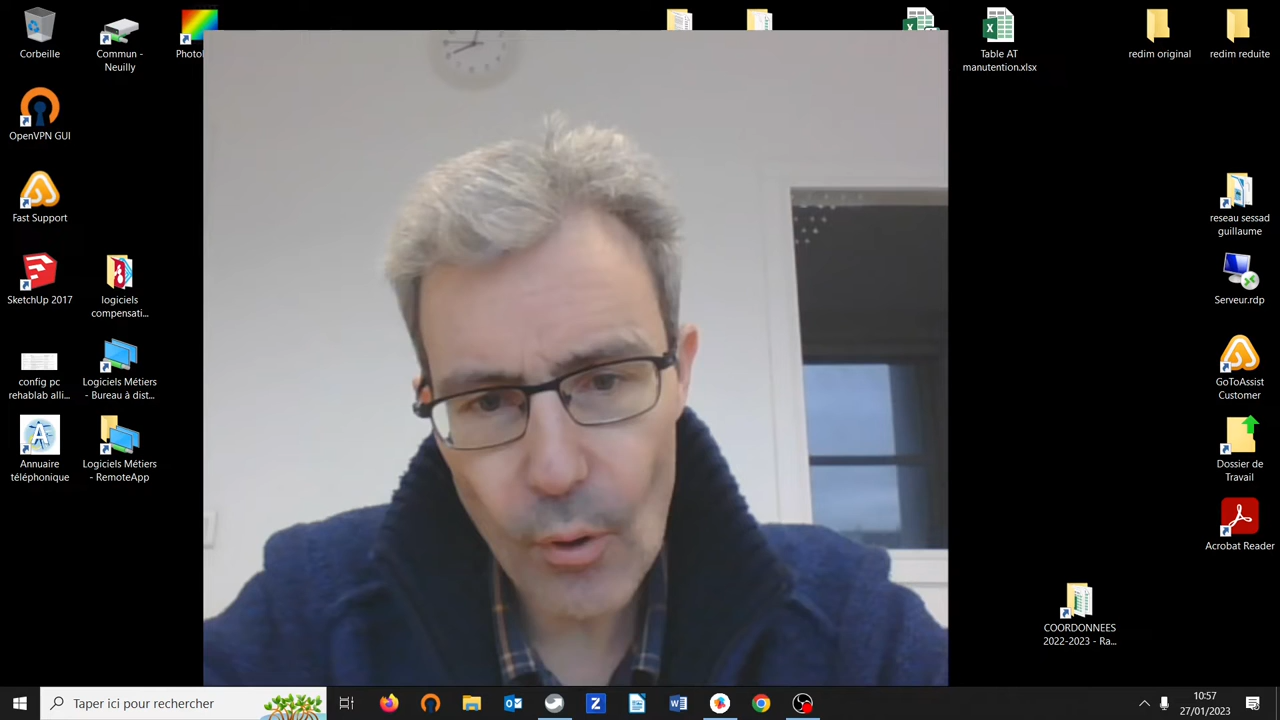 Corbeille
Commun -
Neuilly
Table AT
manutention.xlsx
redim original
redim reduite
OpenVPN GUI
Fast Support
reseau sessad
guillaume
SketchUp 2017
logiciels
compensati...
Serveur.rdp
config pc
rehablab alli...
Logiciels Métiers
- Bureau à dist...
GoToAssist
Customer
Annuaire
téléphonique
Logiciels Métiers
- RemoteApp
Dossier de
Travail
Acrobat Reader
COORDONNEES
2022-2023 - Ra...
Taper ici pour rechercher
10:57
27/01/2023